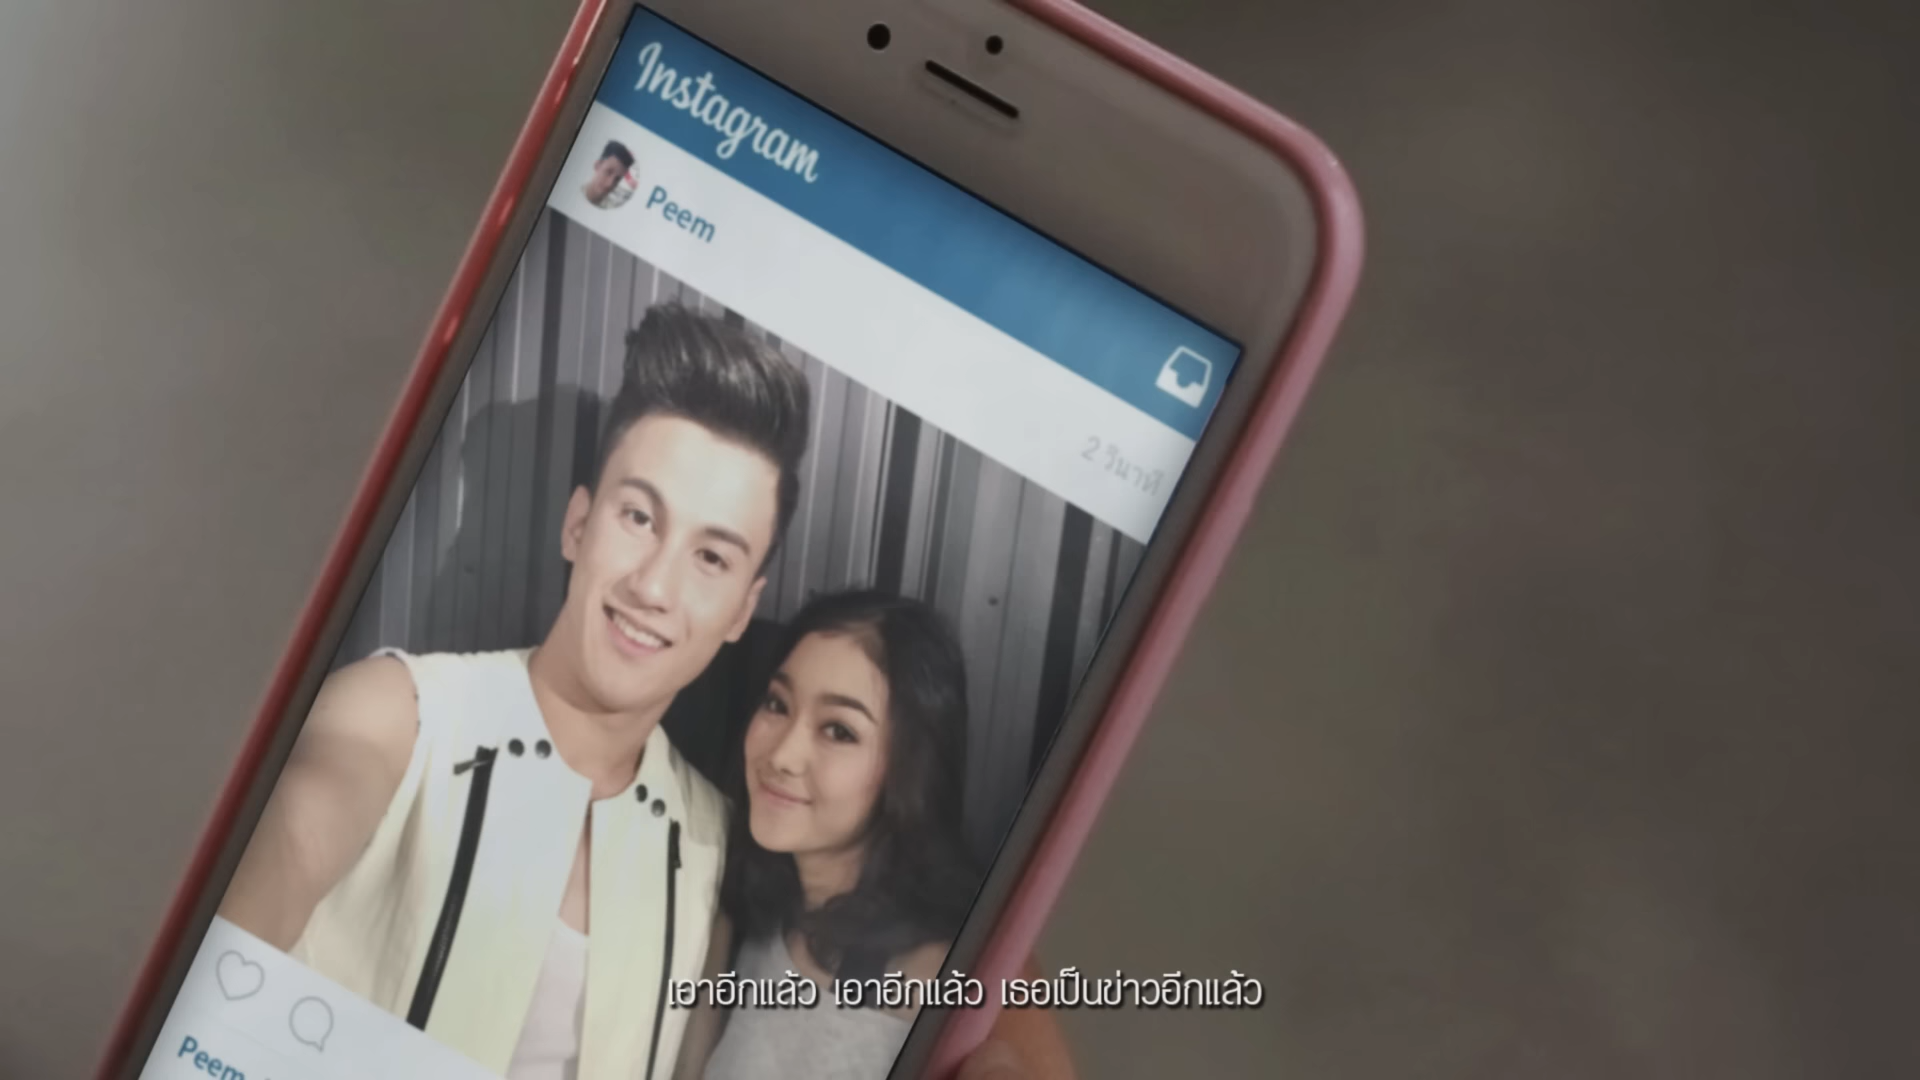 Instagram
Peem
2 วินาที
เอาอีกแล้ว เอาอีกแล้ว เธอเป็นข่าวอีกแล้ว
Peem